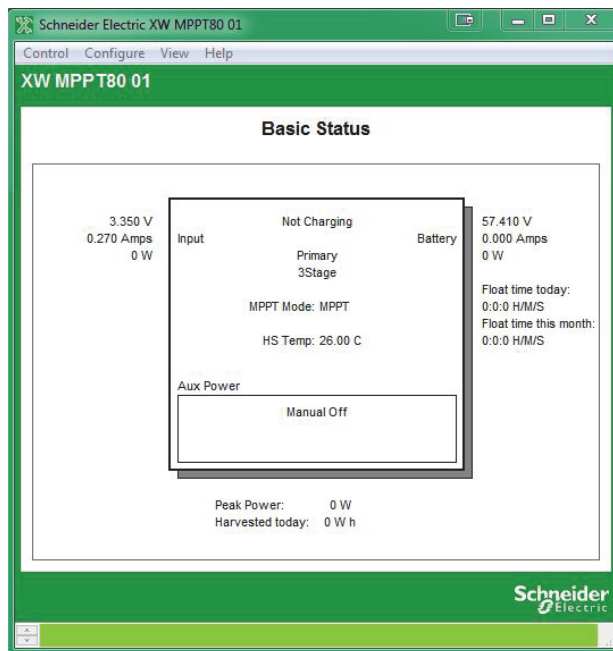 Schneider Electric XW MPPT80 01
Control Configure View Help
XW MPPT80 01
Basic Status
3.350 V
0.270 Amps
0 W
Input
Not Charging
Primary
3Stage
MPPT Mode: MPPT
HS Temp: 26.00 C
Battery
57.410 V
0.000 Amps
0 W
Float time today:
0:0:0 H/M/S
Float time this month:
0:0:0 H/M/S
Aux Power
Manual Off
Peak Power: 0 W
Harvested today: 0 W h
Schneider
Electric